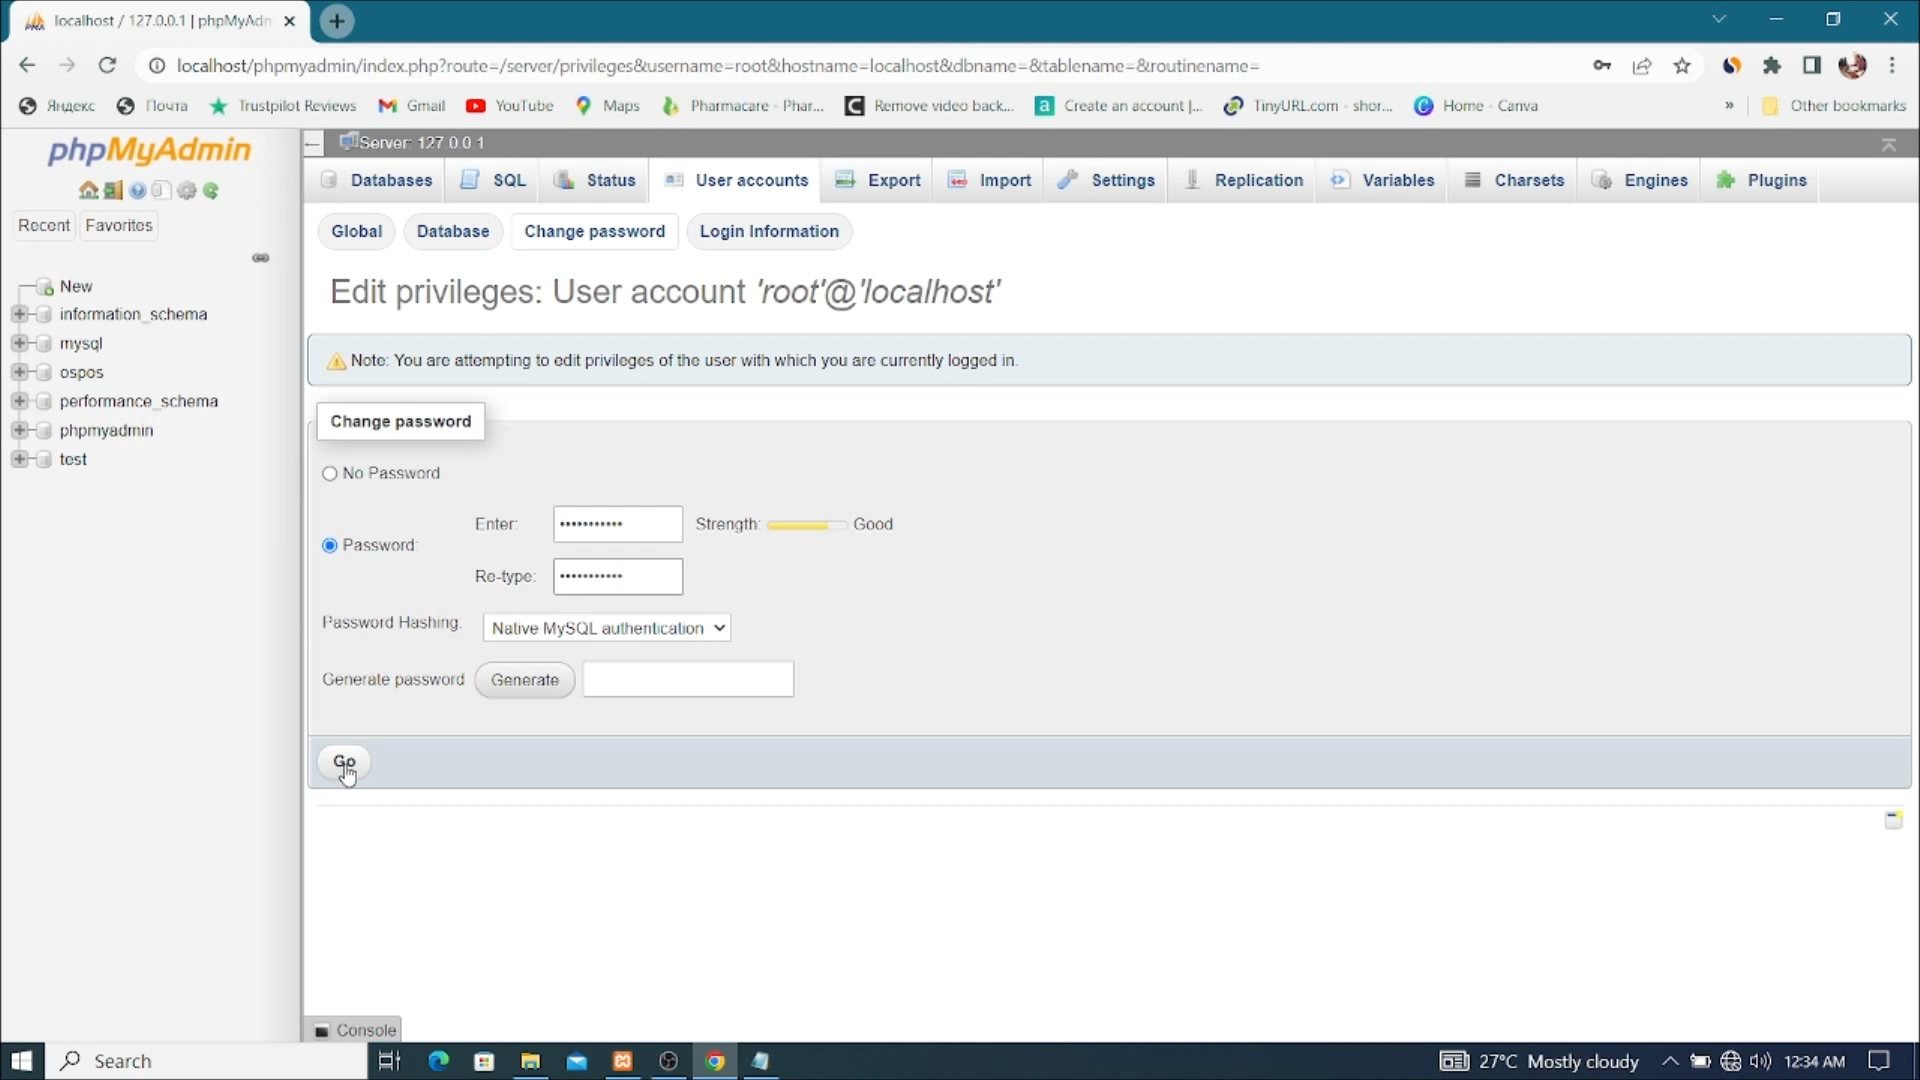 localhost / 127.0.0.1 | phpMyAdn
localhost/phpmyadmin/index.php?route=/server/privileges&username=root&hostname=localhost&dbname=&tablename=&routinename=
Яндекс
Почта
Trustpilot Reviews
Gmail
YouTube
Maps
Pharmacare - Phar...
Remove video back...
Create an account |...
TinyURL.com - shor...
Home - Canva
»
Other bookmarks
phpMyAdmin
Recent
Favorites
New
information_schema
mysql
ospos
performance_schema
phpmyadmin
test
Server: 127.0.0.1
Databases
SQL
Status
User accounts
Export
Import
Settings
Replication
Variables
Charsets
Engines
Plugins
Global
Database
Change password
Login Information
Edit privileges: User account 'root'@'localhost'
Note: You are attempting to edit privileges of the user with which you are currently logged in.
Change password
No Password
Password:
Enter:
•••••••••••
Strength:
Good
Re-type:
•••••••••••
Password Hashing:
Native MySQL authentication
Generate password
Generate
Go
Console
Search
27°C Mostly cloudy
12:34 AM